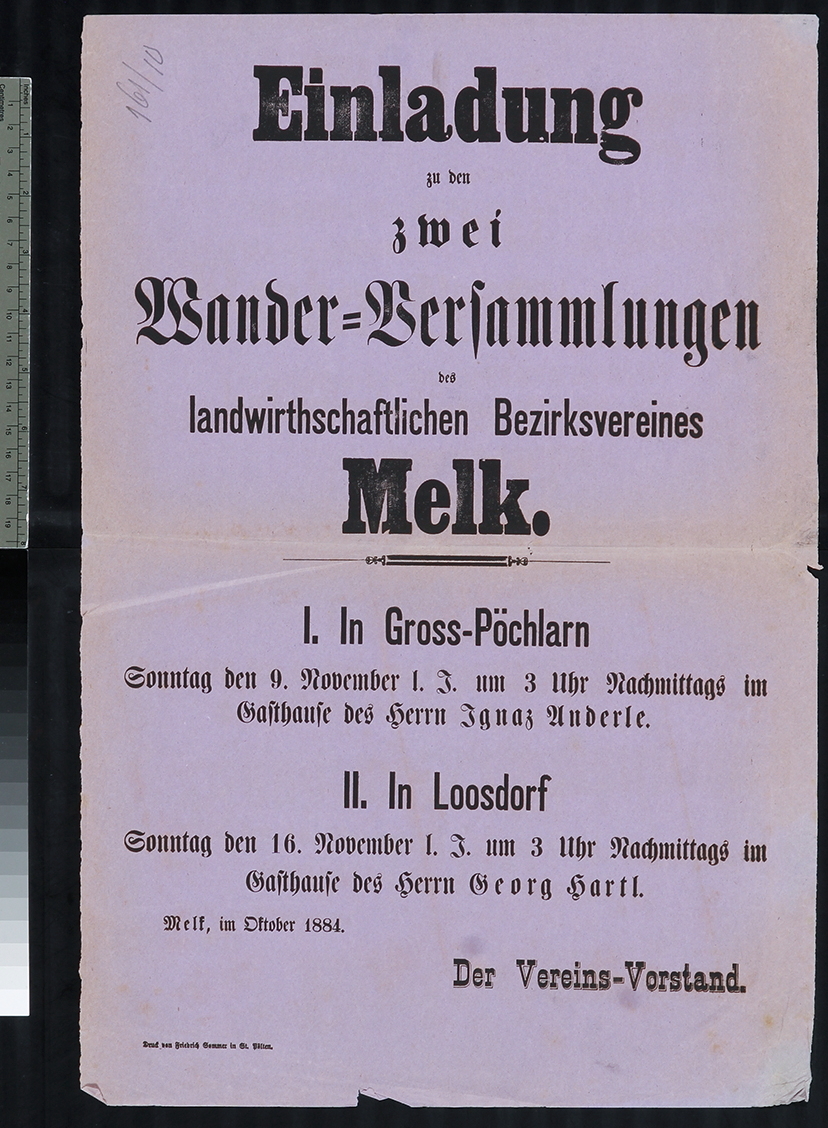 161/10
Einladung
zu den
zwei
Wander=Versammlungen
des
landwirthschaftlichen Bezirksvereines
Melk.
I. In Gross-Pöchlarn
Sonntag den 9. November l. J. um 3 Uhr Nachmittags im
Gasthause des Herrn Ignaz Anderle.
II. In Loosdorf
Sonntag den 16. November l. J. um 3 Uhr Nachmittags im
Gasthause des Herrn Georg Hartl.
Melk, im Oktober 1884.
Der Vereins-Vorstand.
Druck von Friedrich Sommer in St. Pölten.